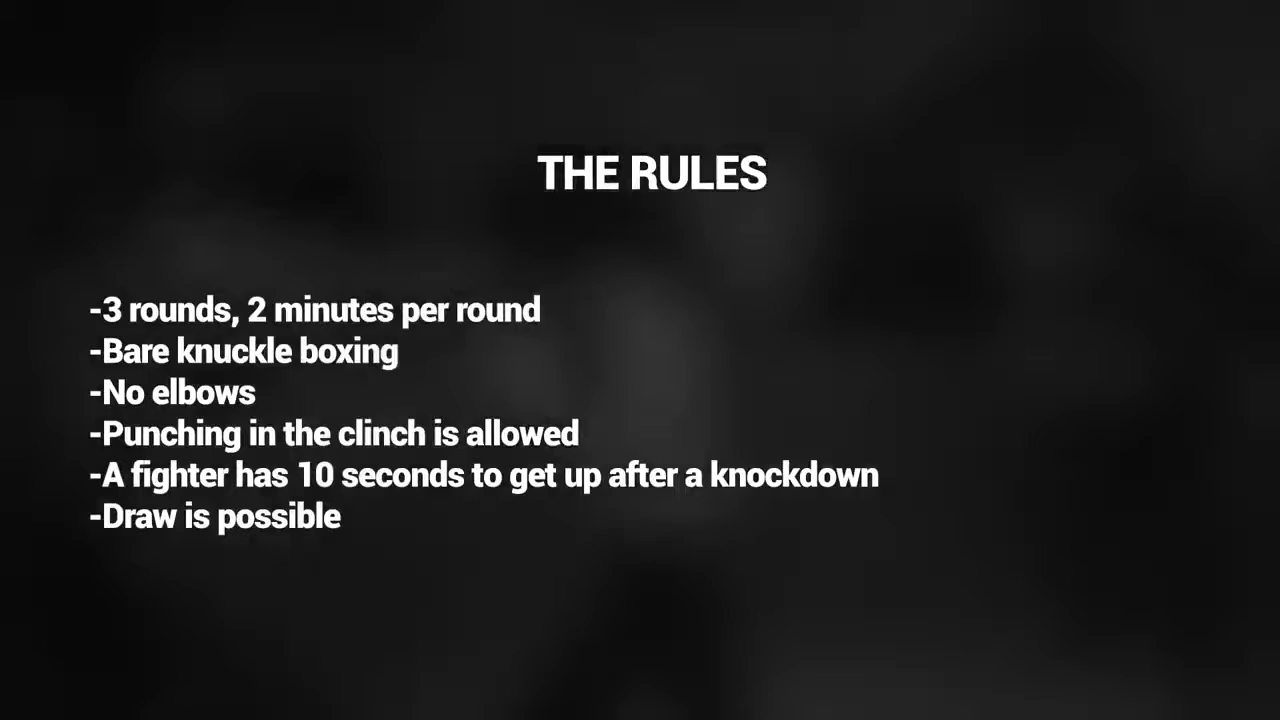 THE RULES
-3 rounds, 2 minutes per round
-Bare knuckle boxing
-No elbows
-Punching in the clinch is allowed
-A fighter has 10 seconds to get up after a knockdown
-Draw is possible